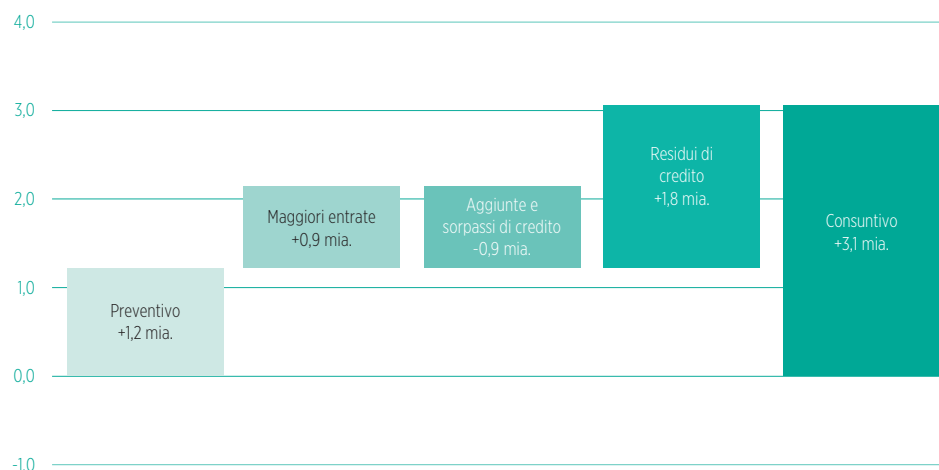 4,0
3,0
2,0
1,0
0,0
-1,0
Preventivo
+1,2 mia.
Maggiori entrate
+0,9 mia.
Aggiunte e
sorpassi di credito
-0,9 mia.
Residui di
credito
+1,8 mia.
Consuntivo
+3,1 mia.